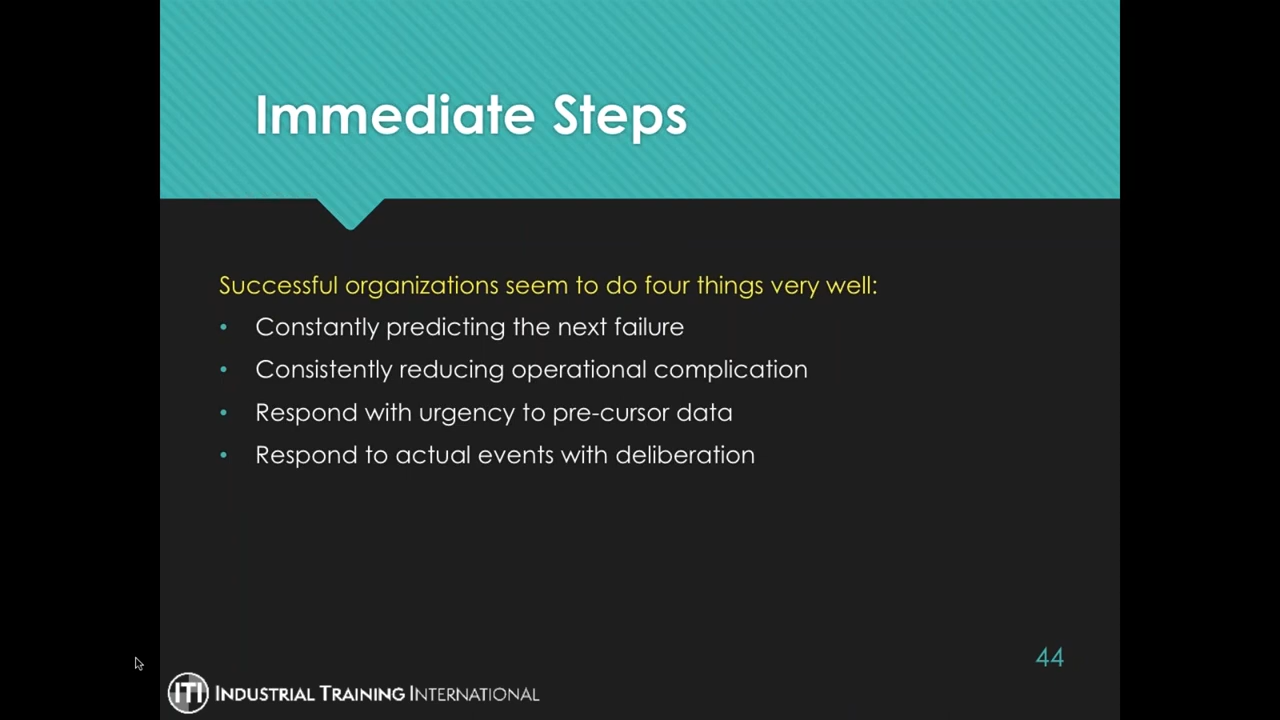 Immediate Steps
Successful organizations seem to do four things very well:
• Constantly predicting the next failure
• Consistently reducing operational complication
• Respond with urgency to pre-cursor data
• Respond to actual events with deliberation
44
ITI INDUSTRIAL TRAINING INTERNATIONAL